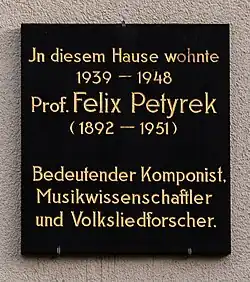 Jn diesem Hause wohnte
1939 – 1948
Prof. Felix Petyrek
(1892 – 1951)
Bedeutender Komponist,
Musikwissenschaftler
und Volksliedforscher.